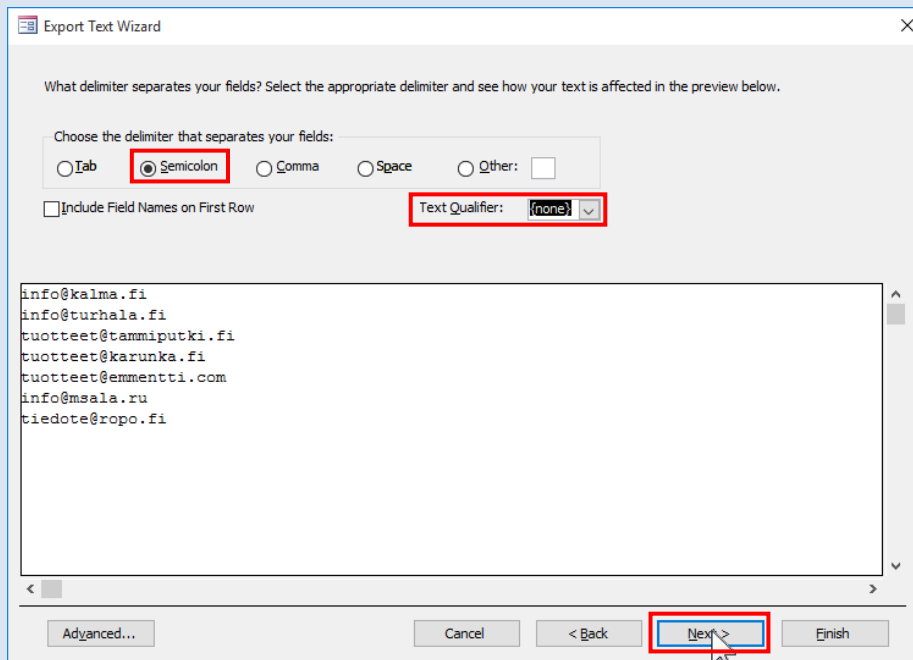 Export Text Wizard
What delimiter separates your fields? Select the appropriate delimiter and see how your text is affected in the preview below.
Choose the delimiter that separates your fields:
Tab Semicolon Comma Space Other:
Include Field Names on First Row Text Qualifier: {none}
info@kalma.fi
info@turhala.fi
tuotteet@tammiputki.fi
tuotteet@karunka.fi
tuotteet@emmentti.com
info@msala.ru
tiedote@ropo.fi
Advanced... Cancel < Back Next > Finish